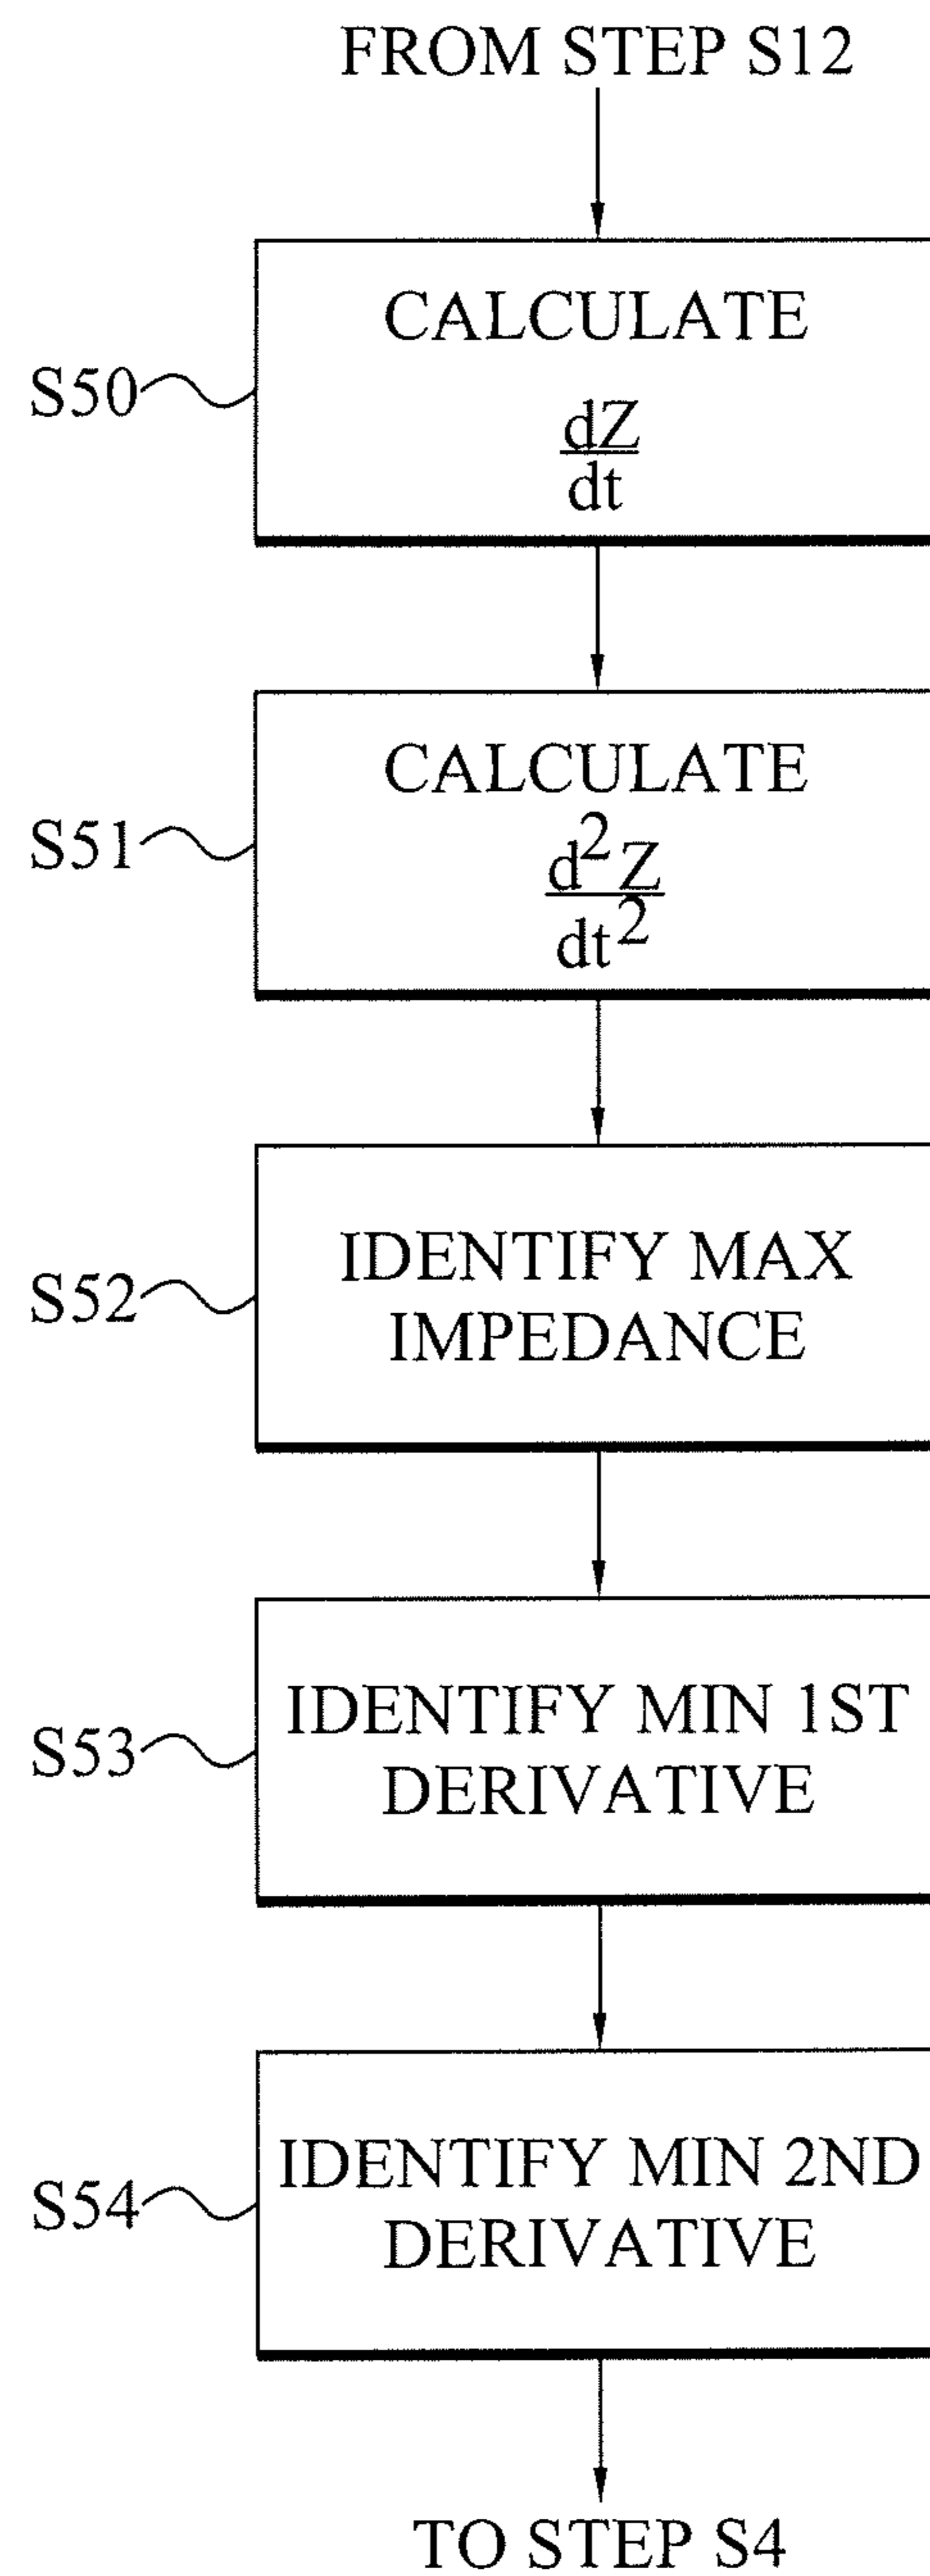 FROM STEP S12
CALCULATE
S50
dZ
dt
CALCULATE
S51
d² Z
dt²
IDENTIFY MAX
S52
IMPEDANCE
IDENTIFY MIN 1ST
S53
DERIVATIVE
IDENTIFY MIN 2ND
S54
DERIVATIVE
TO STEP S4